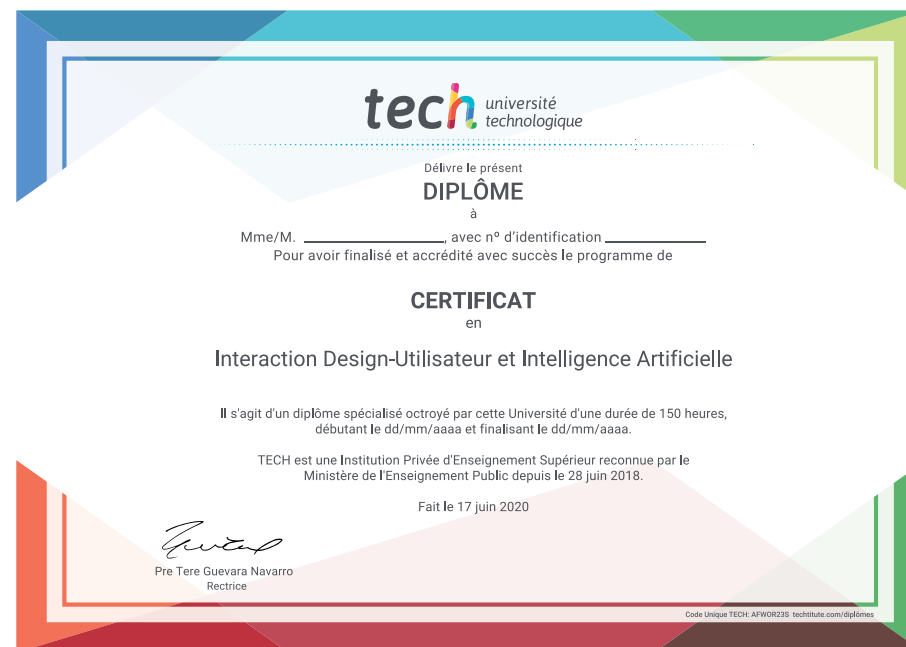 tech université
technologique
Délivre le présent
DIPLÔME
à
Mme/M. ____________________, avec nº d'identification ______________
Pour avoir finalisé et accrédité avec succès le programme de
CERTIFICAT
en
Interaction Design-Utilisateur et Intelligence Artificielle
Il s'agit d'un diplôme spécialisé octroyé par cette Université d'une durée de 150 heures,
débutant le dd/mm/aaaa et finalisant le dd/mm/aaaa.
TECH est une Institution Privée d'Enseignement Supérieur reconnue par le
Ministère de l'Enseignement Public depuis le 28 juin 2018.
Fait le 17 juin 2020
Pre Tere Guevara Navarro
Rectrice
Code Unique TECH: AFWOR23S techtitute.com/diplômes